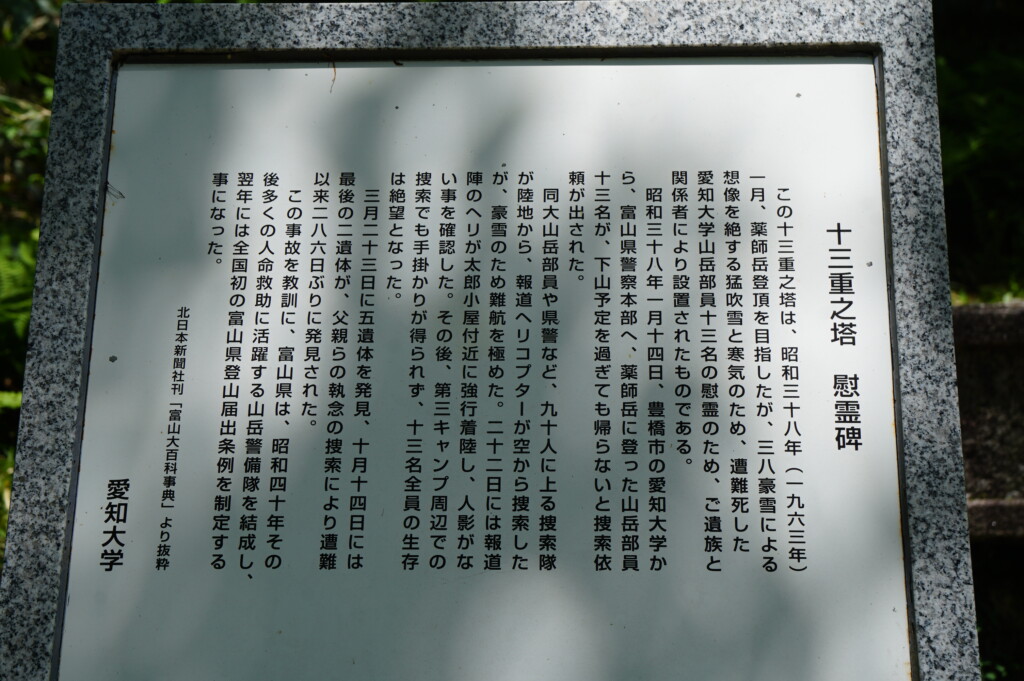 十三重之塔　慰霊碑
この十三重之塔は、昭和三十八年（一九六三年）
一月、薬師岳登頂を目指したが、三八豪雪による
想像を絶する猛吹雪と寒気のため、遭難死した
愛知大学山岳部員十三名の慰霊のため、ご遺族と
関係者により設置されたものである。
昭和三十八年一月十四日、豊橋市の愛知大学か
ら、富山県警察本部へ、薬師岳に登った山岳部員
十三名が、下山予定を過ぎても帰らないと捜索依
頼が出された。
同大山岳部員や県警など、九十人に上る捜索隊
が陸地から、報道ヘリコプターが空から捜索した
が、豪雪のため難航を極めた。二十二日には報道
陣のヘリが太郎小屋付近に強行着陸し、人影がな
い事を確認した。その後、第三キャンプ周辺での
捜索でも手掛かりが得られず、十三名全員の生存
は絶望となった。
三月二十三日に五遺体を発見、十月十四日には
最後の二遺体が、父親らの執念の捜索により遭難
以来二八六日ぶりに発見された。
この事故を教訓に、富山県は、昭和四十年その
後多くの人命救助に活躍する山岳警備隊を結成し、
翌年には全国初の富山県登山届出条例を制定する
事になった。
北日本新聞社刊「富山大百科事典」より抜粋
愛知大学